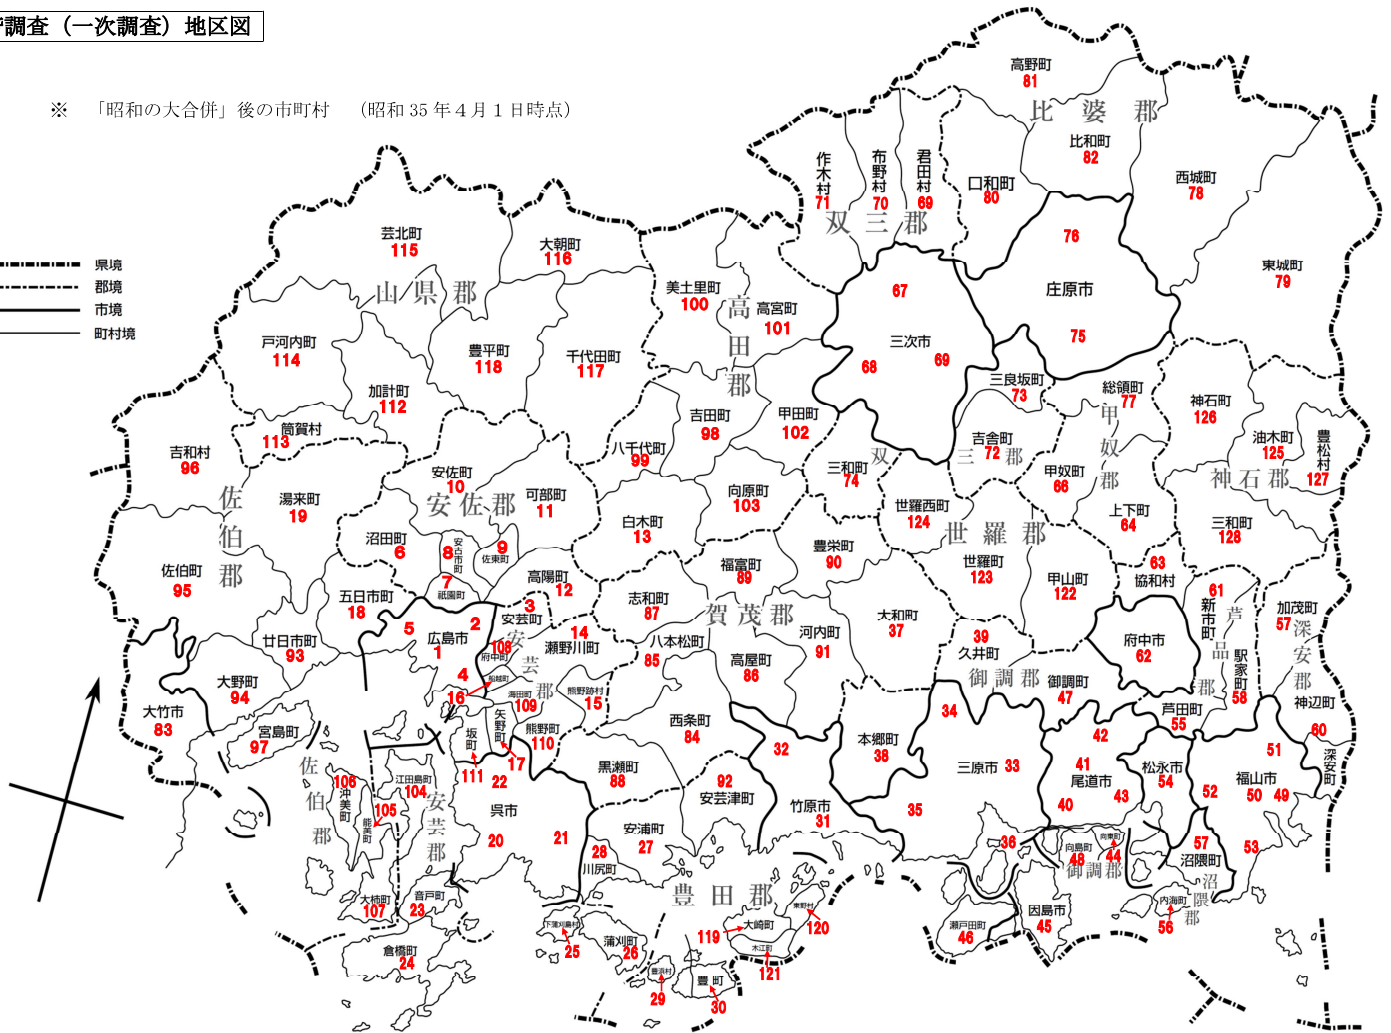 調査（一次調査）地区図
※　「昭和の大合併」後の市町村　（昭和 35 年 4 月 1 日時点）
県境
郡境
市境
町村境
高野町
81
比婆郡
比和町
82
作木村
71
布野村
70
君田村
69
双三郡
口和町
80
西城町
78
76
庄原市
75
東城町
79
芸北町
115
大朝町
116
山県郡
美土里町
100
高宮町
101
高田郡
67
三次市
68
69
戸河内町
114
豊平町
118
千代田町
117
加計町
112
筒賀村
113
吉和村
96
三良坂町
73
総領町
77
神石町
126
吉田町
98
甲田町
102
八千代町
99
吉舎町
72
双三郡
三和町
74
甲奴郡
甲奴町
66
油木町
125
豊松村
127
神石郡
安佐町
10
安佐郡
可部町
11
湯来町
19
佐伯郡
向原町
103
白木町
13
世羅西町
124
世羅郡
上下町
64
三和町
128
沼田町
6
8
安古市町
9
佐東町
7
祇園町
高陽町
12
佐伯町
95
五日市町
18
福富町
89
豊栄町
90
世羅町
123
甲山町
122
63
協和村
61
新市町
芦品郡
加茂町
57
深安郡
志和町
87
賀茂郡
大和町
37
河内町
91
39
久井町
御調郡
御調町
47
府中市
62
駅家町
58
神辺町
60
廿日市町
93
5
2
広島市
1
4
安芸町
3
安芸郡
108
府中町
14
瀬野川町
16
船越町
海田町
109
熊野跡村
15
八本松町
85
高屋町
86
大野町
94
大竹市
83
宮島町
97
坂町
111
矢野町
17
熊野町
110
西条町
84
32
本郷町
38
34
三原市
33
35
36
芦田町
55
42
41
尾道市
40
43
松永市
54
51
福山市
52
50
49
53
深安町
黒瀬町
88
92
安芸津町
竹原市
31
佐伯郡
106
沖美町
江田島町
104
105
能美町
安芸郡
22
呉市
20
21
安浦町
27
28
川尻町
向島町
48
向東町
44
御調郡
57
沼隈町
沼隈郡
大柿町
107
音戸町
23
倉橋町
24
下蒲刈島村
25
蒲刈町
26
豊田郡
東野村
120
大崎町
119
木江町
121
豊浜村
29
豊町
30
瀬戸田町
46
因島市
45
内海町
56